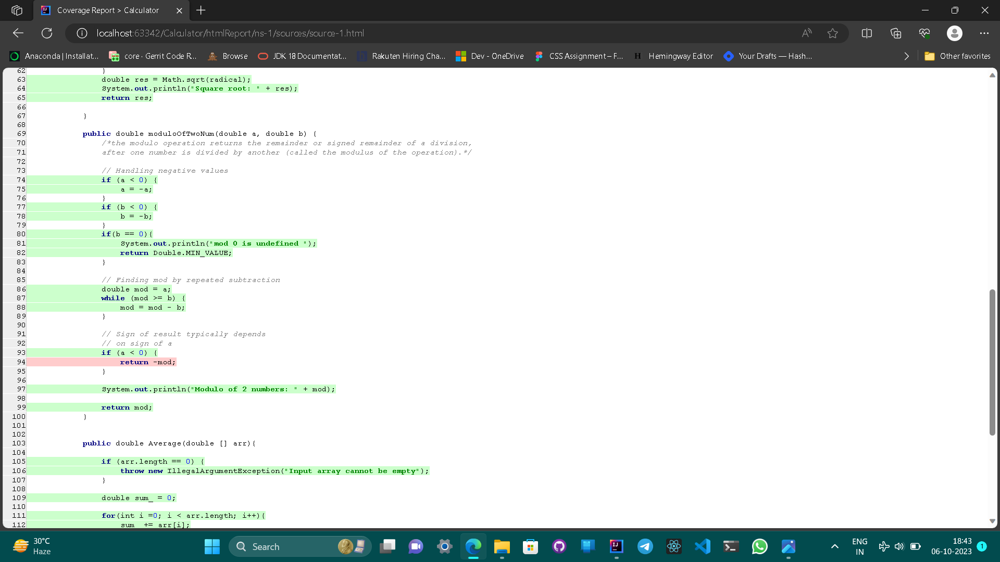 Coverage Report > Calculator
localhost:63342/Calculator/htmlReport/ns-1/sources/source-1.html
Anaconda | Installat... core · Gerrit Code R... Browse JDK 18 Documentat... Rakuten Hiring Cha... Dev - OneDrive CSS Assignment – F... H Hemingway Editor Your Drafts — Hash... Other favorites
62 }
63 double res = Math.sqrt(radical);
64 System.out.println("Square root: " + res);
65 return res;
66
67 }
68
69 public double moduloOfTwoNum(double a, double b) {
70 /*the modulo operation returns the remainder or signed remainder of a division,
71 after one number is divided by another (called the modulus of the operation).*/
72
73 // Handling negative values
74 if (a < 0) {
75 a = -a;
76 }
77 if (b < 0) {
78 b = -b;
79 }
80 if(b == 0){
81 System.out.println("mod 0 is undefined ");
82 return Double.MIN_VALUE;
83 }
84
85 // Finding mod by repeated subtraction
86 double mod = a;
87 while (mod >= b) {
88 mod = mod - b;
89 }
90
91 // Sign of result typically depends
92 // on sign of a
93 if (a < 0) {
94 return -mod;
95 }
96
97 System.out.println("Modulo of 2 numbers: " + mod);
98
99 return mod;
100 }
101
102
103 public double Average(double [] arr){
104
105 if (arr.length == 0) {
106 throw new IllegalArgumentException("Input array cannot be empty");
107 }
108
109 double sum_ = 0;
110
111 for(int i =0; i < arr.length; i++){
112 sum_ += arr[i];
30°C
Haze
Search
ENG
IN
18:43
06-10-2023
1